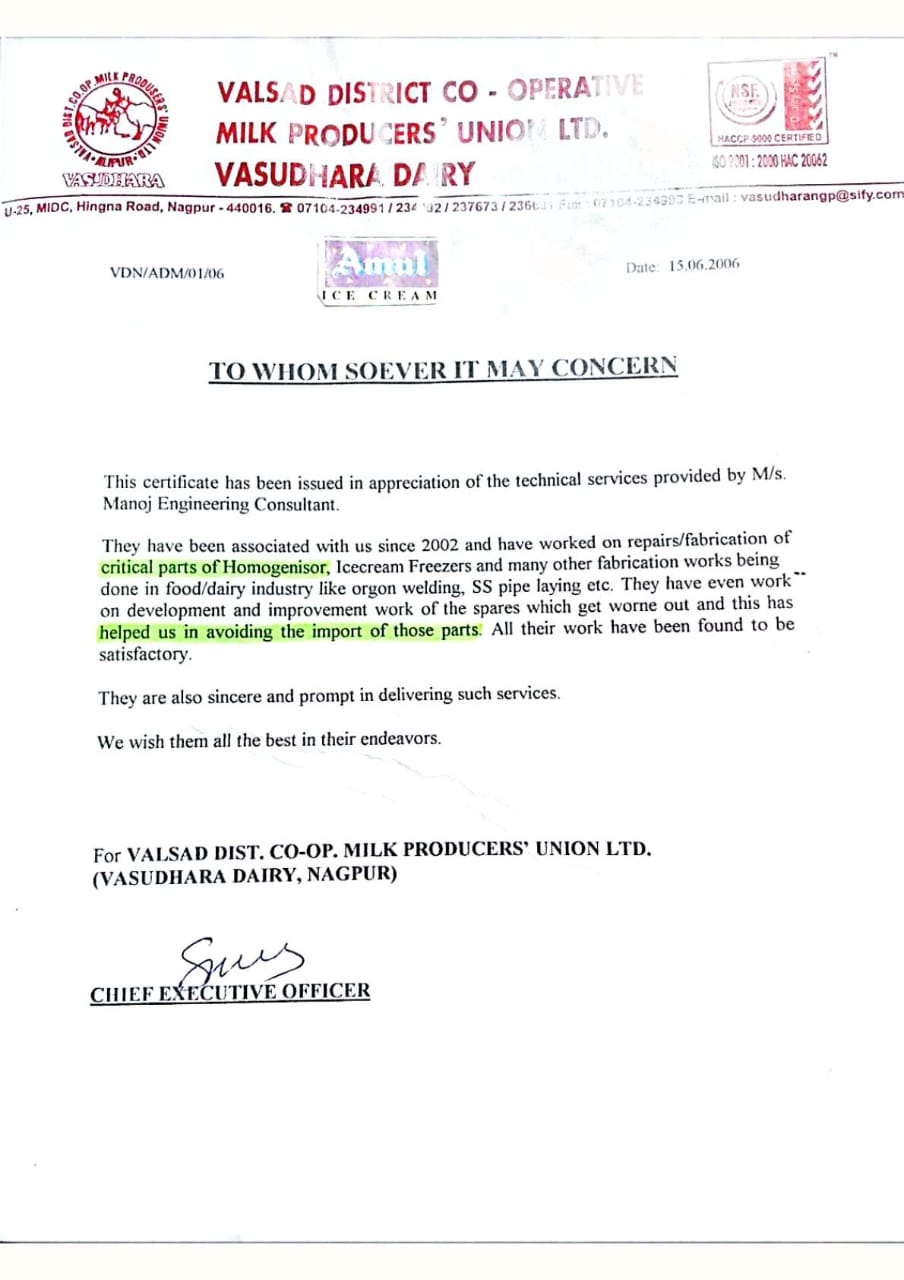 VALSAD DIST. CO-OP. MILK PRODUCERS' UNION LTD.
ALIPUR
VASUDHARA
VALSAD DISTRICT CO - OPERATIVE
MILK PRODUCERS' UNION LTD.
VASUDHARA DAIRY
NSF
HACCP-9000 CERTIFIED
TM
ISO 9001 : 2000 HAC 20062
U-25, MIDC, Hingna Road, Nagpur - 440016. ☎ 07104-234991 / 237673 / Fax : E-mail : vasudharangp@sify.com
VDN/ADM/01/06
Amul
ICE CREAM
Date: 15.06.2006
TO WHOM SOEVER IT MAY CONCERN
This certificate has been issued in appreciation of the technical services provided by M/s.
Manoj Engineering Consultant.
They have been associated with us since 2002 and have worked on repairs/fabrication of
critical parts of Homogenisor, Icecream Freezers and many other fabrication works being
done in food/dairy industry like orgon welding, SS pipe laying etc. They have even work
on development and improvement work of the spares which get worne out and this has
helped us in avoiding the import of those parts. All their work have been found to be
satisfactory.
They are also sincere and prompt in delivering such services.
We wish them all the best in their endeavors.
For VALSAD DIST. CO-OP. MILK PRODUCERS' UNION LTD.
(VASUDHARA DAIRY, NAGPUR)
CHIEF EXECUTIVE OFFICER